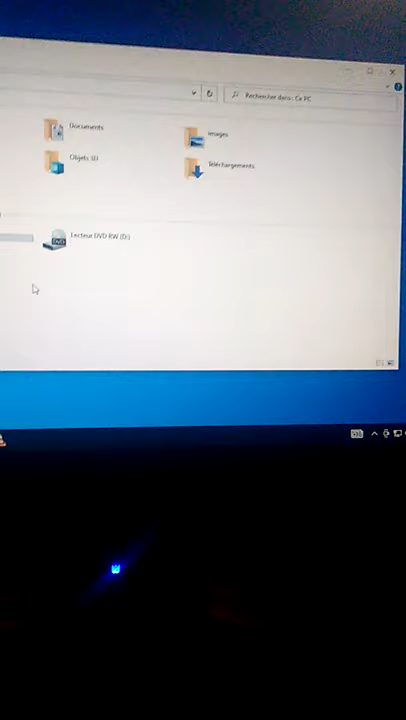 Rechercher dans : Ce PC
Documents
Images
Objets 3D
Téléchargements
Lecteur DVD RW (D:)